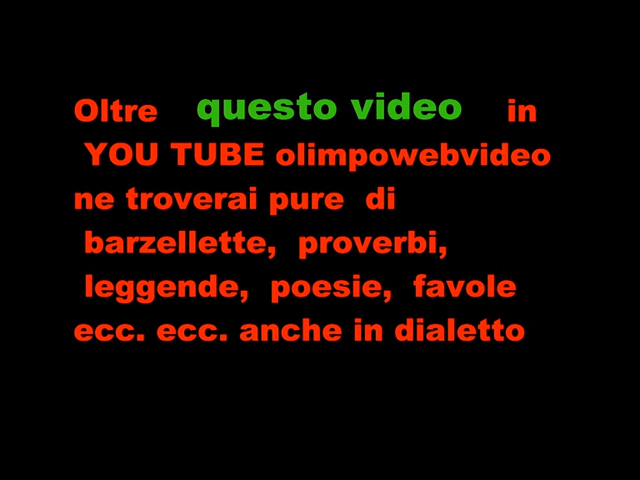 Oltre questo video in
YOU TUBE olimpowebvideo
ne troverai pure di
barzellette, proverbi,
leggende, poesie, favole
ecc. ecc. anche in dialetto